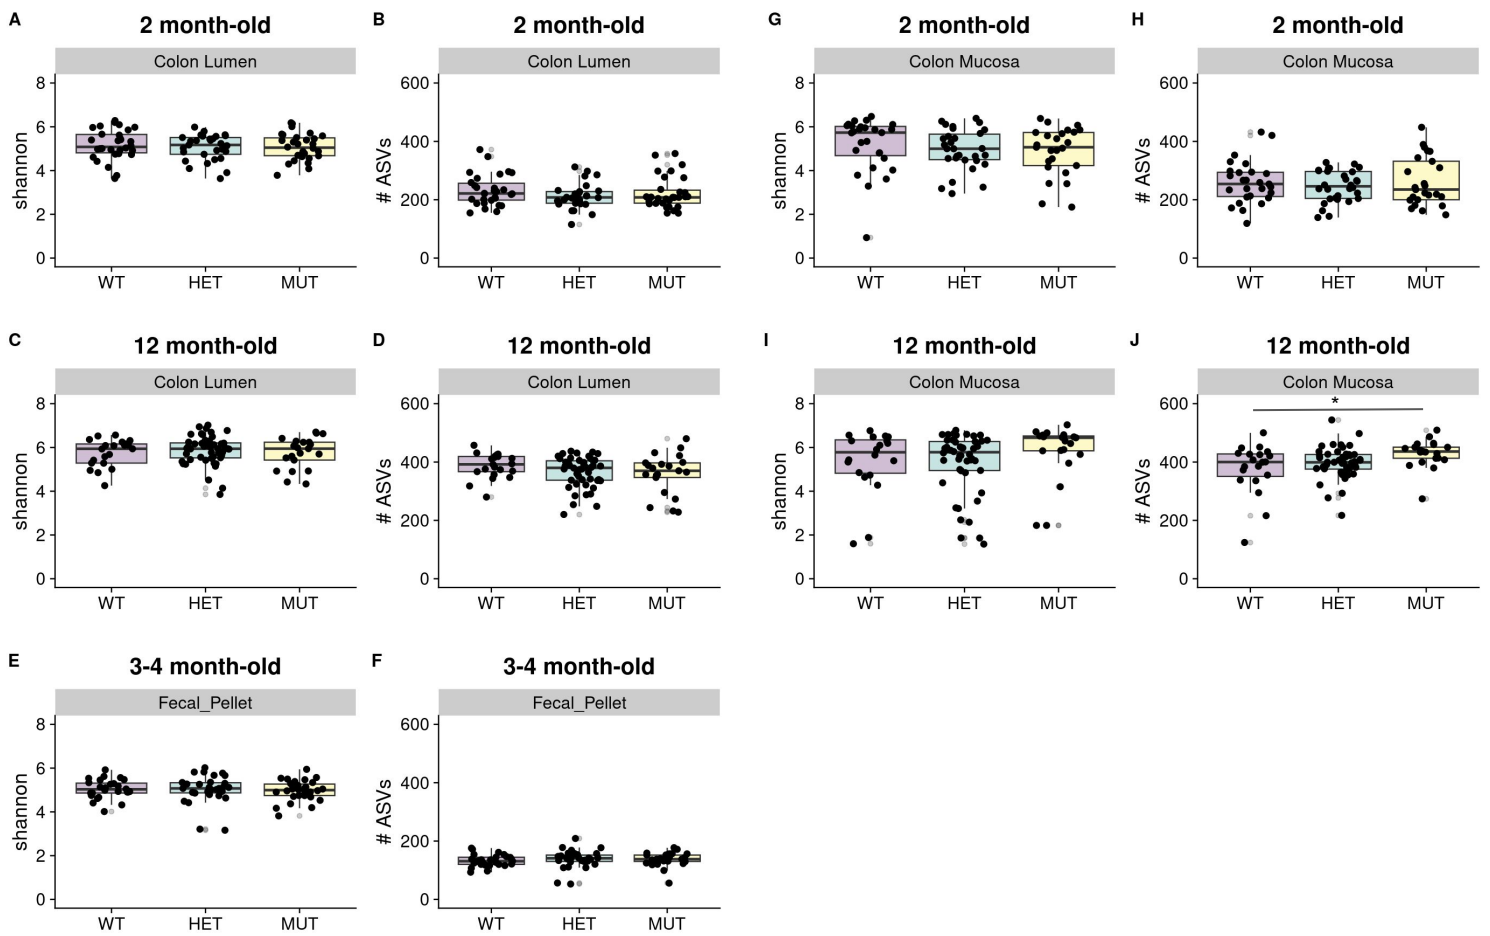 A
2 month-old
Colon Lumen
shannon
8
6
4
2
0
WT HET MUT
B
2 month-old
Colon Lumen
# ASVs
600
400
200
0
WT HET MUT
G
2 month-old
Colon Mucosa
shannon
8
6
4
2
0
WT HET MUT
H
2 month-old
Colon Mucosa
# ASVs
600
400
200
0
WT HET MUT
C
12 month-old
Colon Lumen
shannon
8
6
4
2
0
WT HET MUT
D
12 month-old
Colon Lumen
# ASVs
600
400
200
0
WT HET MUT
I
12 month-old
Colon Mucosa
shannon
8
6
4
2
0
WT HET MUT
J
12 month-old
Colon Mucosa
*
# ASVs
600
400
200
0
WT HET MUT
E
3-4 month-old
Fecal_Pellet
shannon
8
6
4
2
0
WT HET MUT
F
3-4 month-old
Fecal_Pellet
# ASVs
600
400
200
0
WT HET MUT